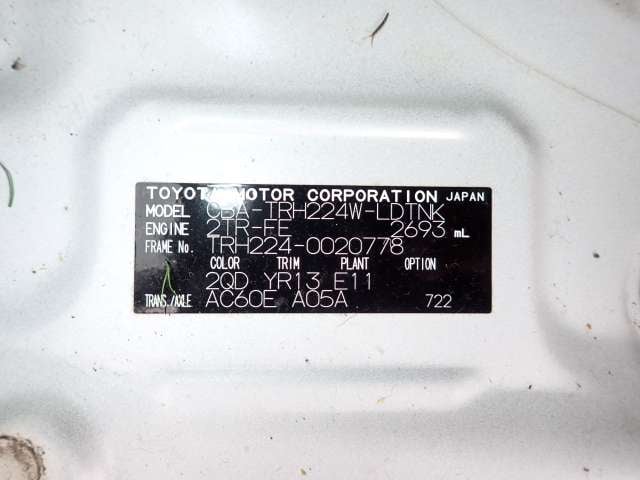 TOYOTA MOTOR CORPORATION JAPAN
MODEL CBA-TRH224W-LDTNK
ENGINE 2TR-FE 2693 mL
FRAME No. TRH224-0020778
COLOR TRIM PLANT OPTION
2QD YR13 E11
TRANS./AXLE AC60E A05A 722